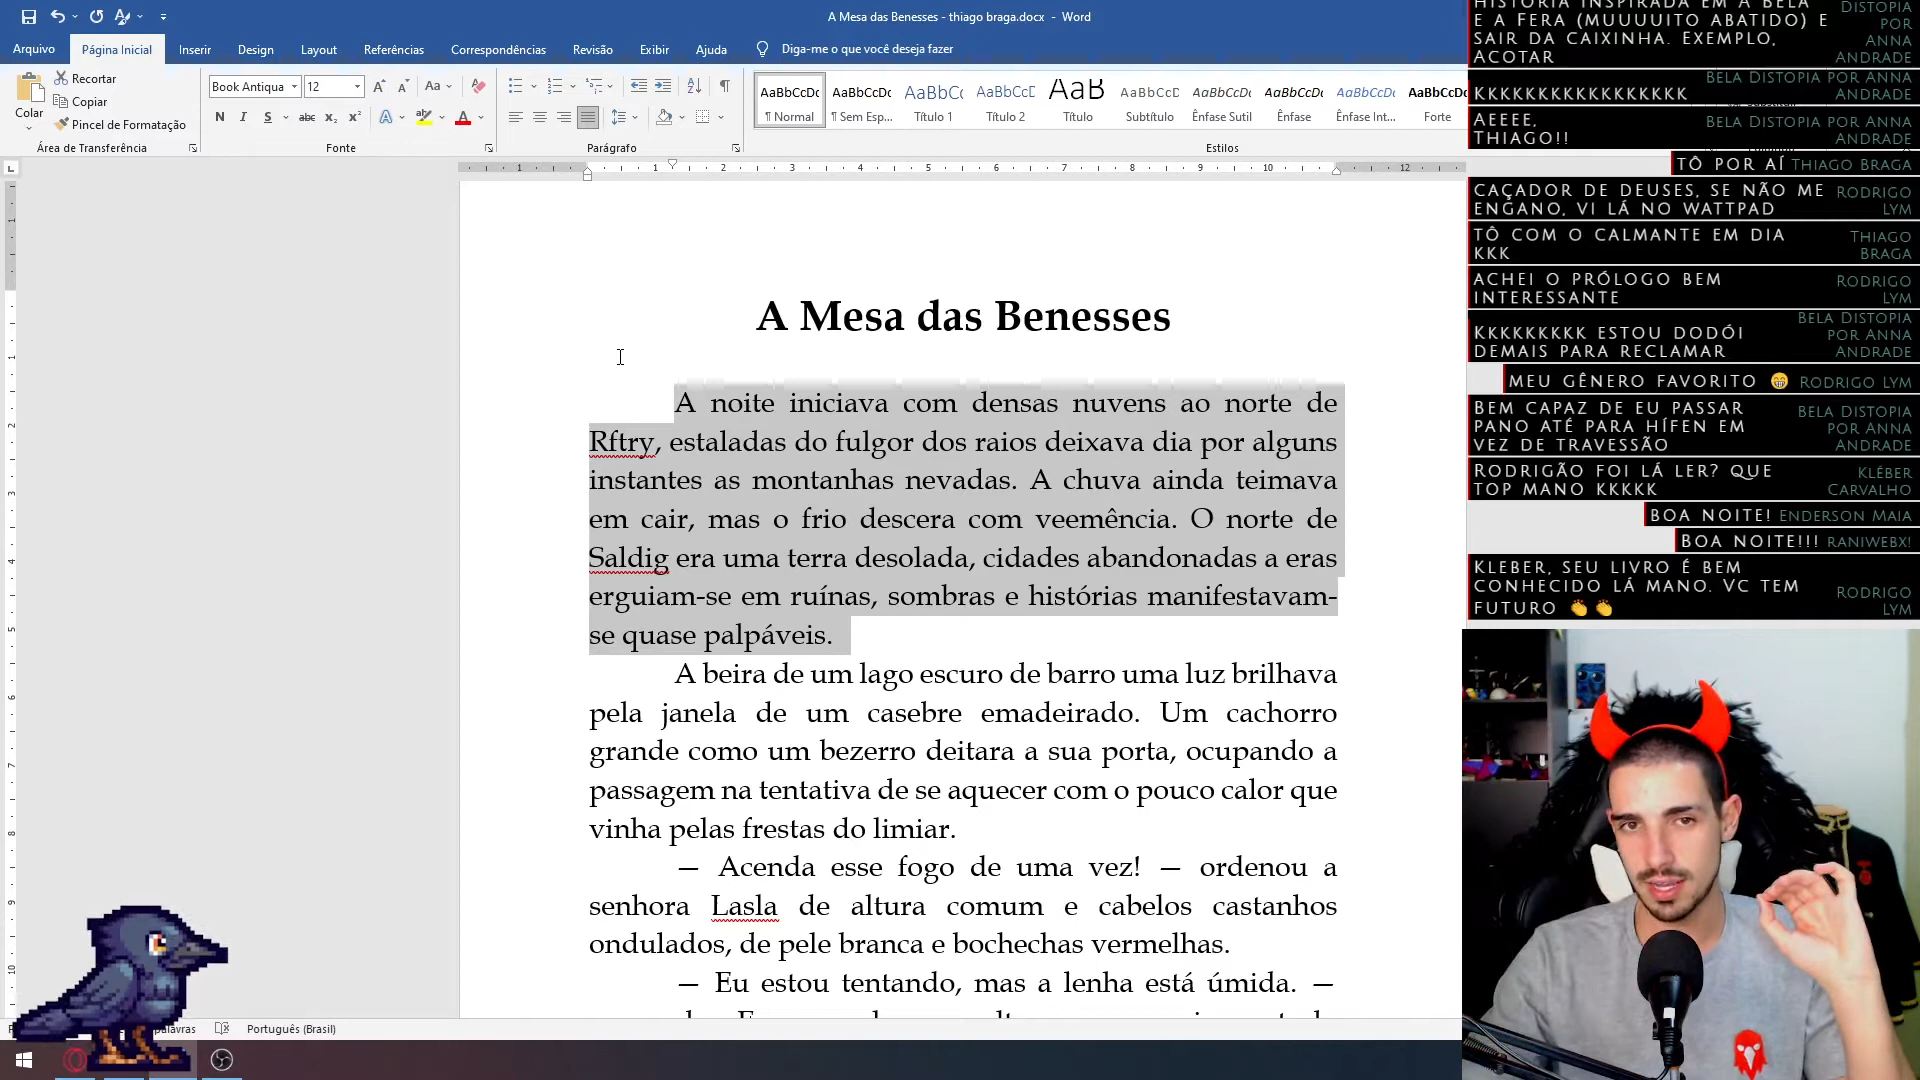 A Mesa das Benesses - thiago braga.docx - Word
Arquivo
Página Inicial
Inserir
Design
Layout
Referências
Correspondências
Revisão
Exibir
Ajuda
Diga-me o que você deseja fazer
Colar
Recortar
Copiar
Pincel de Formatação
Área de Transferência
Book Antiqua
12
Aa
N I S abc x₂ x²
Fonte
Parágrafo
AaBbCcDc
¶ Normal
AaBbCcDc
¶ Sem Esp...
AaBbCc
Título 1
AaBbCcD
Título 2
AaB
Título
AaBbCcD
Subtítulo
AaBbCcDc
Ênfase Sutil
AaBbCcDc
Ênfase
AaBbCcDc
Ênfase Int...
AaBbCcDc
Forte
Estilos
A Mesa das Benesses
A noite iniciava com densas nuvens ao norte de
Rftry, estaladas do fulgor dos raios deixava dia por alguns
instantes as montanhas nevadas. A chuva ainda teimava
em cair, mas o frio descera com veemência. O norte de
Saldig era uma terra desolada, cidades abandonadas a eras
erguiam-se em ruínas, sombras e histórias manifestavam-
se quase palpáveis.
A beira de um lago escuro de barro uma luz brilhava
pela janela de um casebre emadeirado. Um cachorro
grande como um bezerro deitara a sua porta, ocupando a
passagem na tentativa de se aquecer com o pouco calor que
vinha pelas frestas do limiar.
— Acenda esse fogo de uma vez! — ordenou a
senhora Lasla de altura comum e cabelos castanhos
ondulados, de pele branca e bochechas vermelhas.
— Eu estou tentando, mas a lenha está úmida. —
palavras
Português (Brasil)
HISTÓRIA INSPIRADA EM A BELA
E A FERA (MUUUUITO ABATIDO) E
SAIR DA CAIXINHA. EXEMPLO,
ACOTAR
DISTOPIA
POR
ANNA
ANDRADE
KKKKKKKKKKKKKKKKK
BELA DISTOPIA POR ANNA
ANDRADE
AEEEE,
THIAGO!!
BELA DISTOPIA POR ANNA
ANDRADE
TÔ POR AÍ THIAGO BRAGA
CAÇADOR DE DEUSES, SE NÃO ME
ENGANO, VI LÁ NO WATTPAD
RODRIGO
LYM
TÔ COM O CALMANTE EM DIA
KKK
THIAGO
BRAGA
ACHEI O PRÓLOGO BEM
INTERESSANTE
RODRIGO
LYM
KKKKKKKKK ESTOU DODÓI
DEMAIS PARA RECLAMAR
BELA DISTOPIA
POR ANNA
ANDRADE
MEU GÊNERO FAVORITO 😁 RODRIGO LYM
BEM CAPAZ DE EU PASSAR
PANO ATÉ PARA HÍFEN EM
VEZ DE TRAVESSÃO
BELA DISTOPIA
POR ANNA
ANDRADE
RODRIGÃO FOI LÁ LER? QUE
TOP MANO KKKKK
KLÉBER
CARVALHO
BOA NOITE! ENDERSON MAIA
BOA NOITE!!! RANIWEBX!
KLEBER, SEU LIVRO É BEM
CONHECIDO LÁ MANO. VC TEM
FUTURO 👏 👏
RODRIGO
LYM